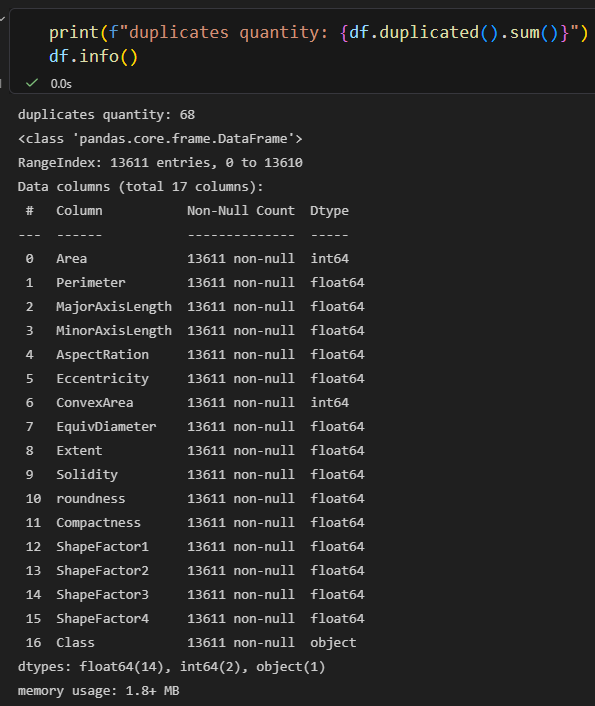 print(f"duplicates quantity: {df.duplicated().sum()}")
df.info()
0.0s
duplicates quantity: 68
<class 'pandas.core.frame.DataFrame'>
RangeIndex: 13611 entries, 0 to 13610
Data columns (total 17 columns):
 #   Column           Non-Null Count  Dtype
---  ------           --------------  -----
 0   Area             13611 non-null  int64
 1   Perimeter        13611 non-null  float64
 2   MajorAxisLength  13611 non-null  float64
 3   MinorAxisLength  13611 non-null  float64
 4   AspectRation     13611 non-null  float64
 5   Eccentricity     13611 non-null  float64
 6   ConvexArea       13611 non-null  int64
 7   EquivDiameter    13611 non-null  float64
 8   Extent           13611 non-null  float64
 9   Solidity         13611 non-null  float64
 10  roundness        13611 non-null  float64
 11  Compactness      13611 non-null  float64
 12  ShapeFactor1     13611 non-null  float64
 13  ShapeFactor2     13611 non-null  float64
 14  ShapeFactor3     13611 non-null  float64
 15  ShapeFactor4     13611 non-null  float64
 16  Class            13611 non-null  object
dtypes: float64(14), int64(2), object(1)
memory usage: 1.8+ MB